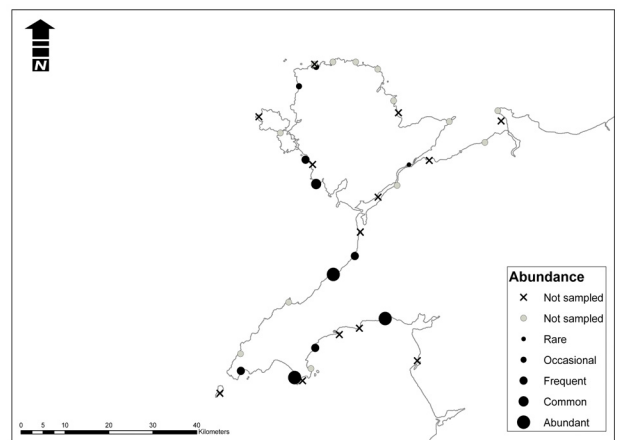 N
Abundance
Not sampled
Not sampled
Rare
Occasional
Frequent
Common
Abundant
0 5 10 20 30 40
Kilometers